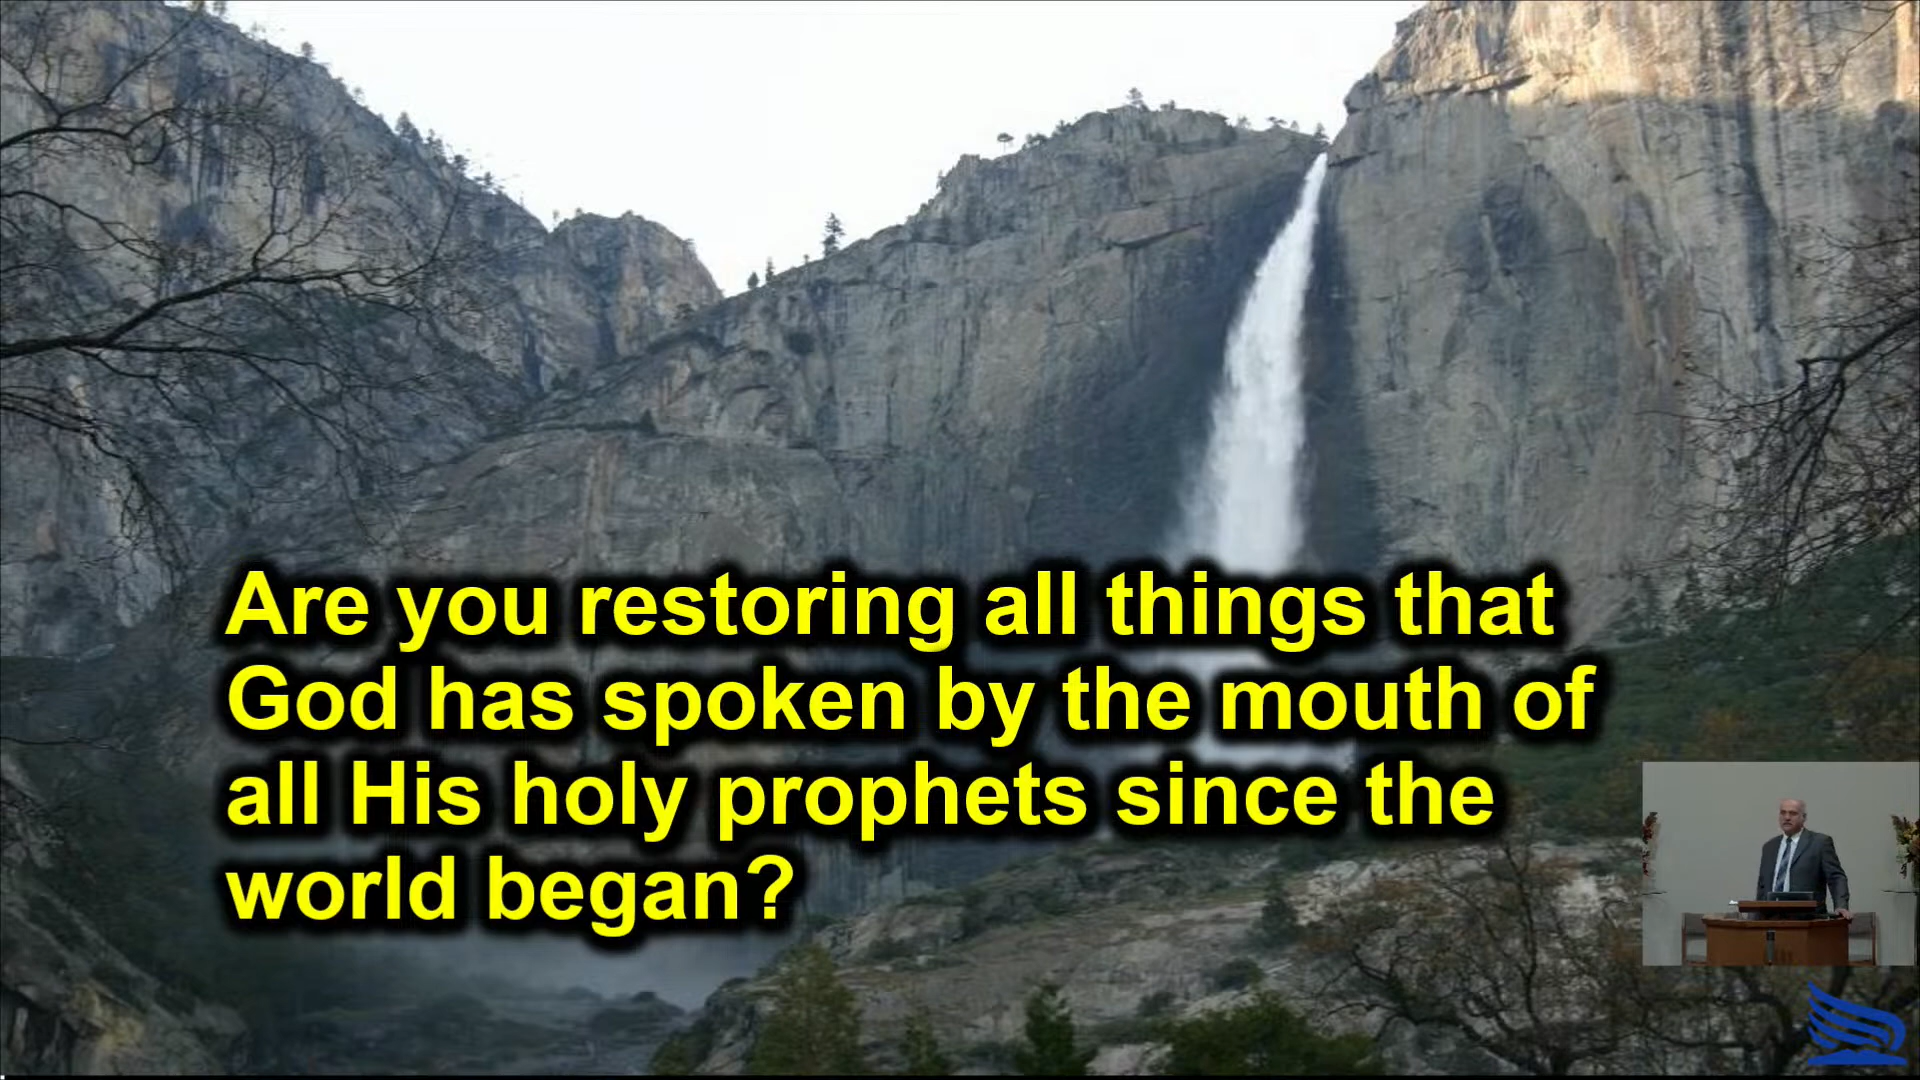 Are you restoring all things that
God has spoken by the mouth of
all His holy prophets since the
world began?